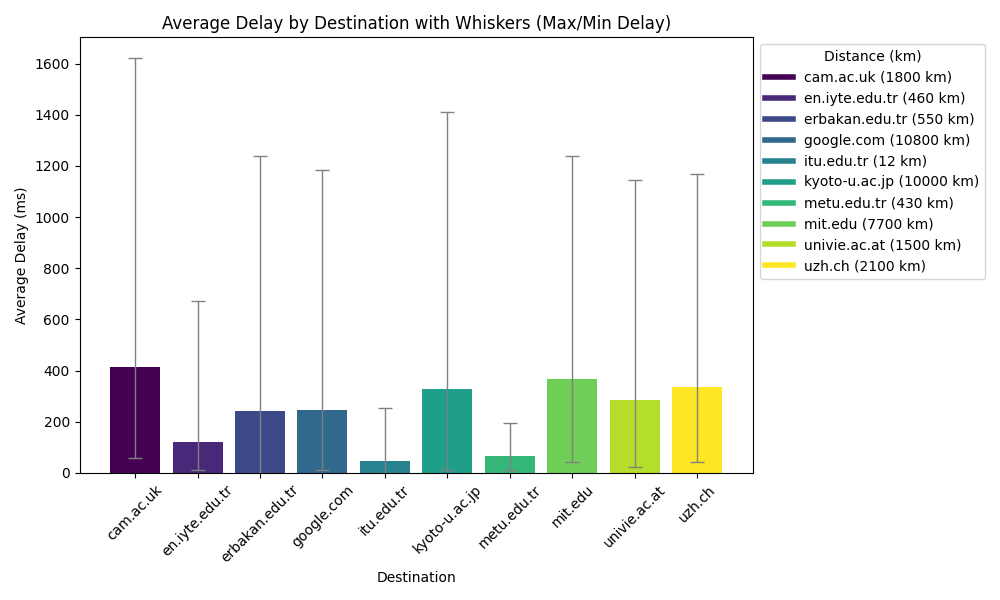 Average Delay by Destination with Whiskers (Max/Min Delay)
Average Delay (ms)
1600
1400
1200
1000
800
600
400
200
0
cam.ac.uk
en.iyte.edu.tr
erbakan.edu.tr
google.com
itu.edu.tr
kyoto-u.ac.jp
metu.edu.tr
mit.edu
univie.ac.at
uzh.ch
Destination
Distance (km)
cam.ac.uk (1800 km)
en.iyte.edu.tr (460 km)
erbakan.edu.tr (550 km)
google.com (10800 km)
itu.edu.tr (12 km)
kyoto-u.ac.jp (10000 km)
metu.edu.tr (430 km)
mit.edu (7700 km)
univie.ac.at (1500 km)
uzh.ch (2100 km)